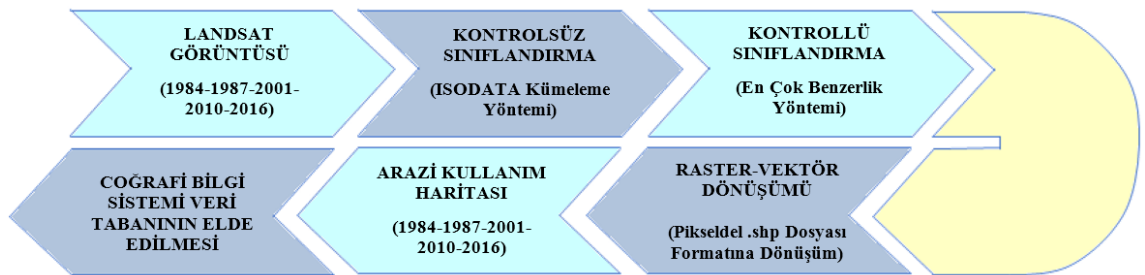 LANDSAT
GÖRÜNTÜSÜ
(1984-1987-2001-
2010-2016)
KONTROLSÜZ
SINIFLANDIRMA
(ISODATA Kümeleme
Yöntemi)
KONTROLLÜ
SINIFLANDIRMA
(En Çok Benzerlik
Yöntemi)
RASTER-VEKTÖR
DÖNÜŞÜMÜ
(Pikseldel .shp Dosyası
Formatına Dönüşüm)
ARAZİ KULLANIM
HARİTASI
(1984-1987-2001-
2010-2016)
COĞRAFİ BİLGİ
SİSTEMİ VERİ
TABANININ ELDE
EDİLMESİ